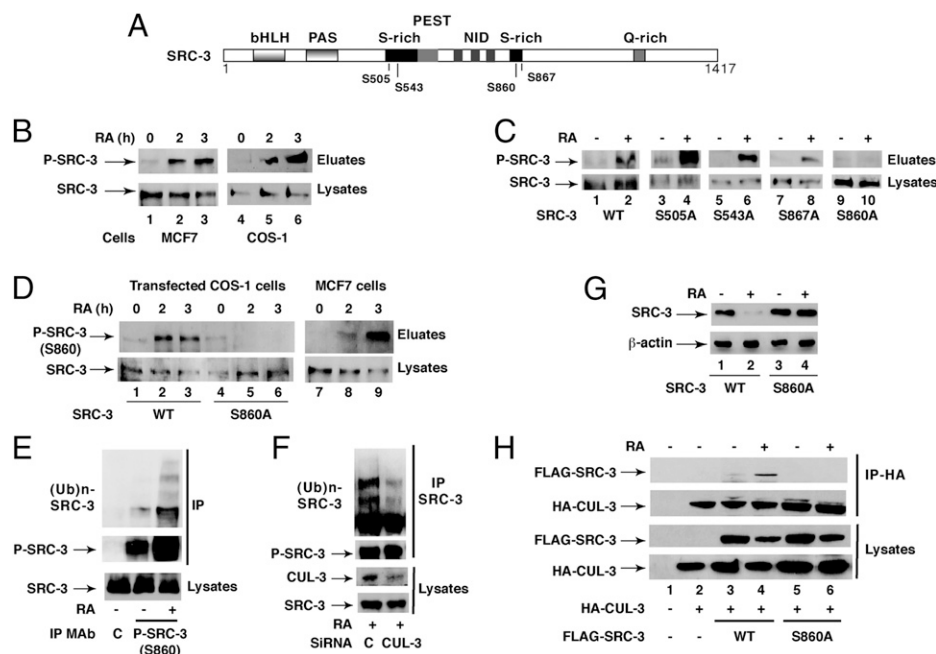 A
PEST
bHLH PAS S-rich NID S-rich Q-rich
SRC-3
1 S505 S543 S860 S867 1417
B
RA (h) 0 2 3 0 2 3
P-SRC-3 Eluates
SRC-3 Lysates
1 2 3 4 5 6
Cells MCF7 COS-1
C
RA - + - + - + - + - +
P-SRC-3 Eluates
SRC-3 Lysates
1 2 3 4 5 6 7 8 9 10
SRC-3 WT S505A S543A S867A S860A
D
Transfected COS-1 cells MCF7 cells
RA (h) 0 2 3 0 2 3 0 2 3
P-SRC-3 (S860) Eluates
SRC-3 Lysates
1 2 3 4 5 6 7 8 9
SRC-3 WT S860A
G
RA - + - +
SRC-3
β-actin
1 2 3 4
SRC-3 WT S860A
E
(Ub)n-
SRC-3 IP
P-SRC-3
SRC-3 Lysates
RA - +
IP MAb C P-SRC-3
(S860)
F
(Ub)n-
SRC-3 IP
SRC-3
P-SRC-3
CUL-3
SRC-3 Lysates
RA + +
SiRNA C CUL-3
H
RA - - - + - +
FLAG-SRC-3 IP-HA
HA-CUL-3
FLAG-SRC-3 Lysates
HA-CUL-3
1 2 3 4 5 6
HA-CUL-3 - + + + + +
FLAG-SRC-3 - - WT S860A